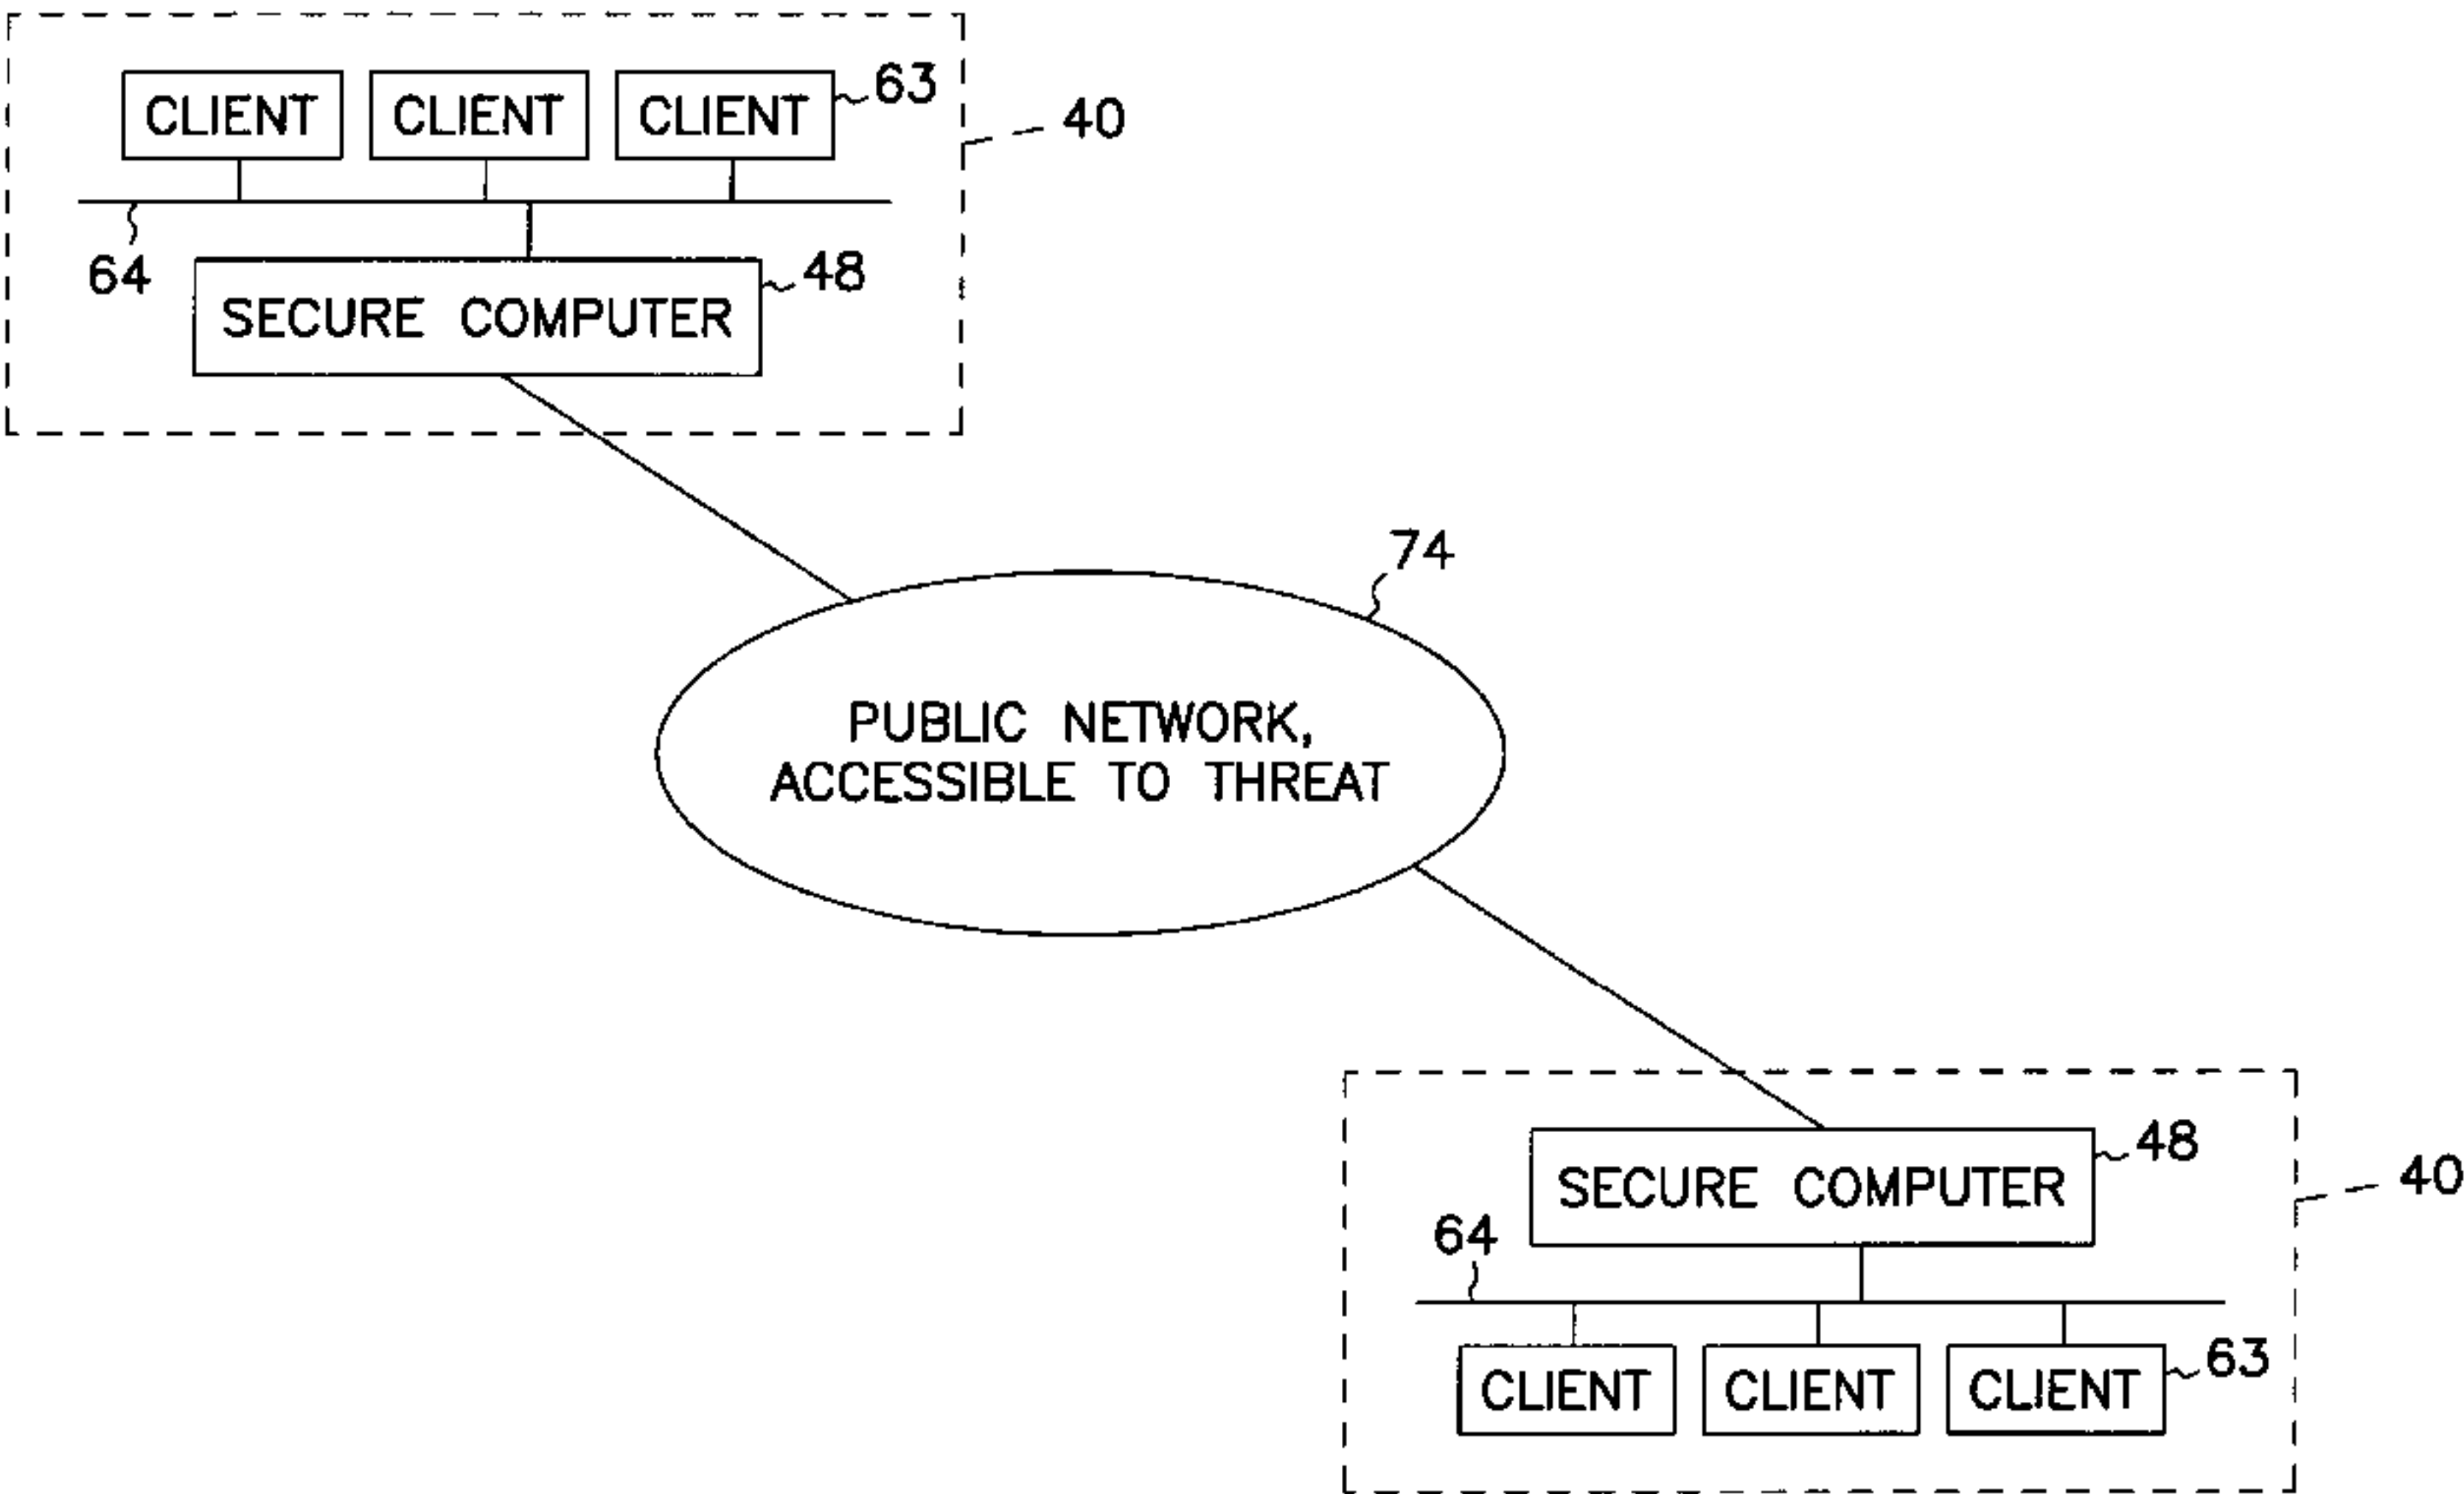 CLIENT CLIENT CLIENT 63
40
64
SECURE COMPUTER 48
74
PUBLIC NETWORK,
ACCESSIBLE TO THREAT
SECURE COMPUTER 48
40
64
CLIENT CLIENT CLIENT 63